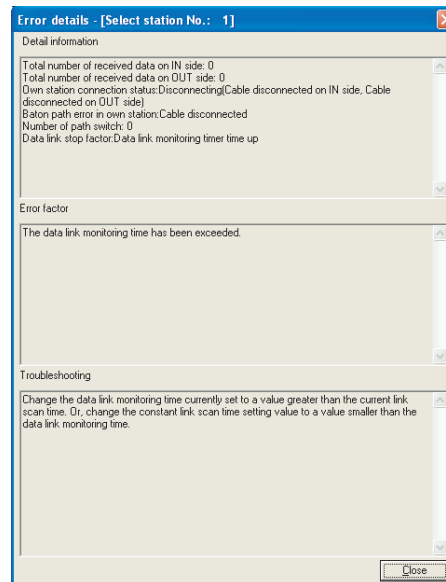 Error details - [Select station No.:   1]
Detail information
Total number of received data on IN side: 0
Total number of received data on OUT side: 0
Own station connection status:Disconnecting(Cable disconnected on IN side, Cable
disconnected on OUT side)
Baton path error in own station:Cable disconnected
Number of path switch: 0
Data link stop factor:Data link monitoring timer time up
Error factor
The data link monitoring time has been exceeded.
Troubleshooting
Change the data link monitoring time currently set to a value greater than the current link
scan time. Or, change the constant link scan time setting value to a value smaller than the
data link monitoring time.
Close